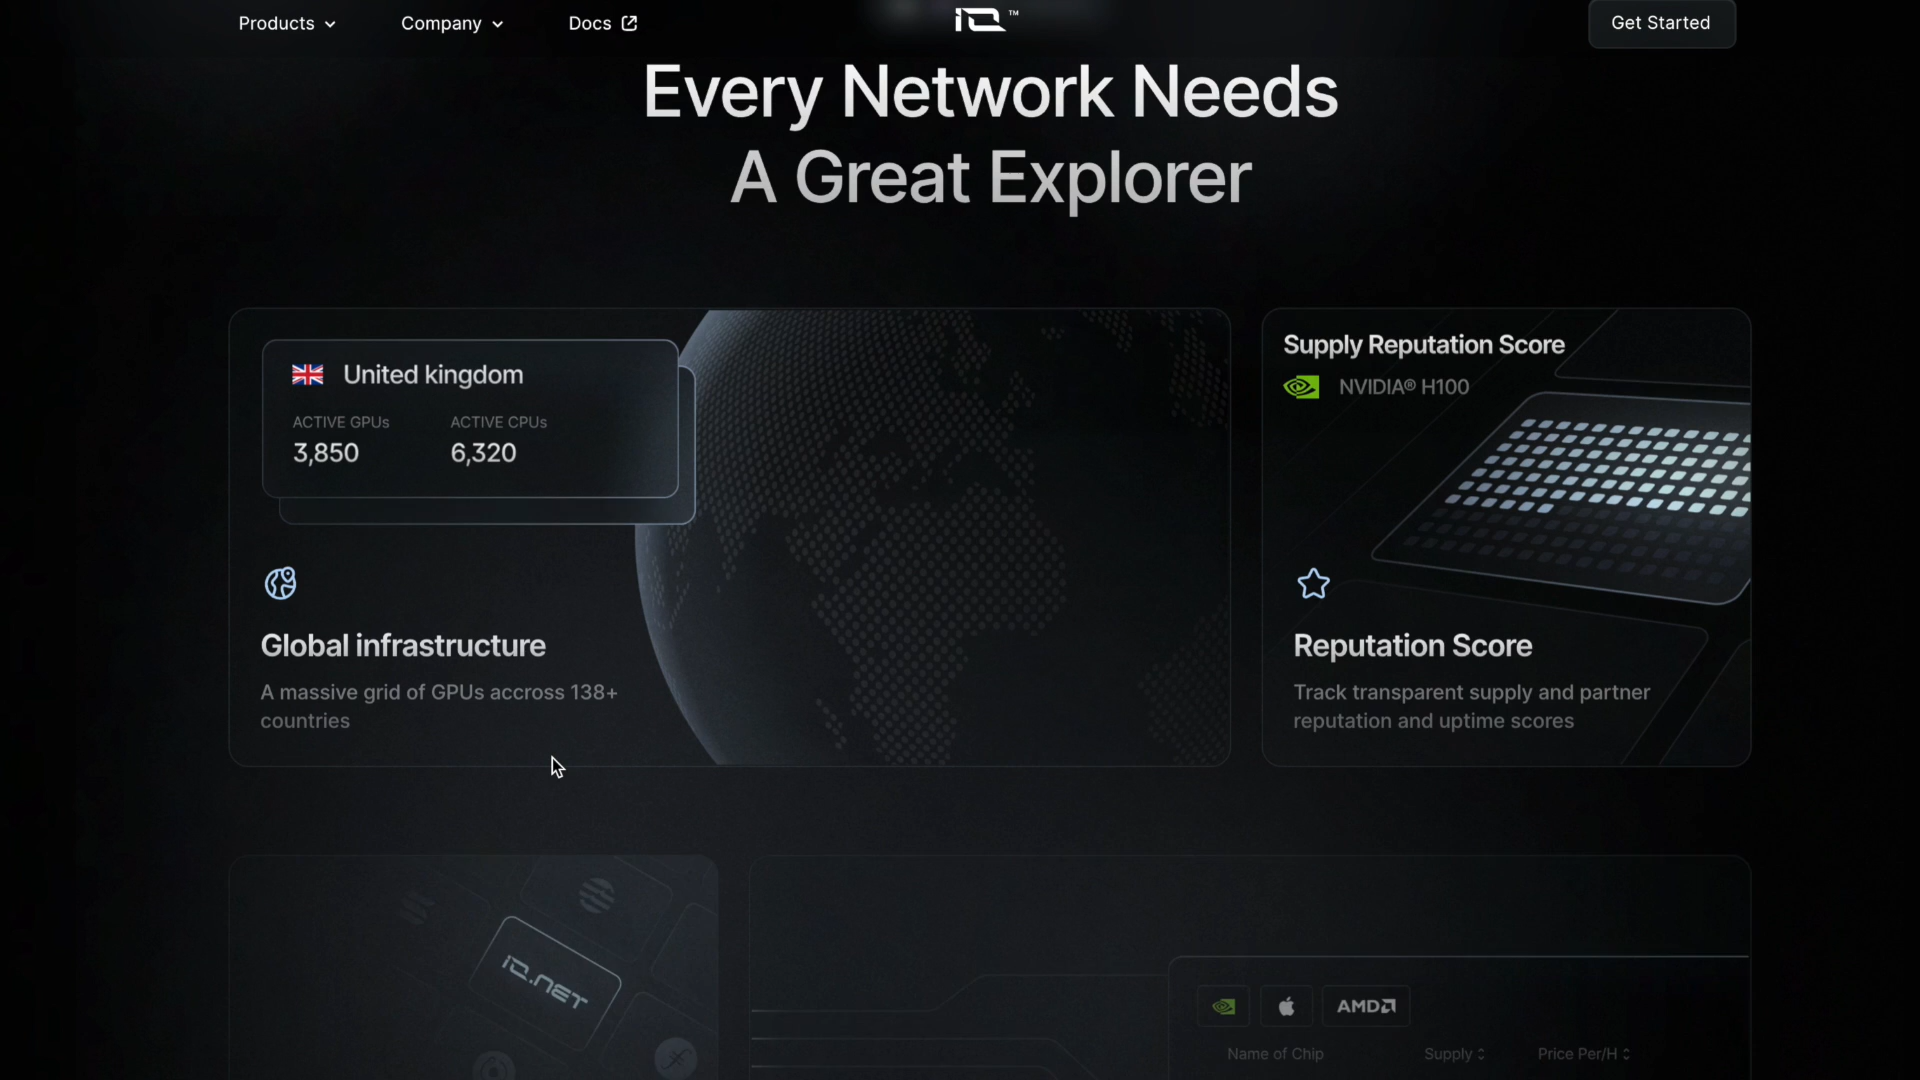 Products
Company
Docs
IO ™
Get Started
Every Network Needs
A Great Explorer
United kingdom
ACTIVE GPUs
ACTIVE CPUs
3,850
6,320
Global infrastructure
A massive grid of GPUs accross 138+
countries
Supply Reputation Score
NVIDIA® H100
Reputation Score
Track transparent supply and partner
reputation and uptime scores
IO.NET
AMD
Name of Chip
Supply
Price Per/H